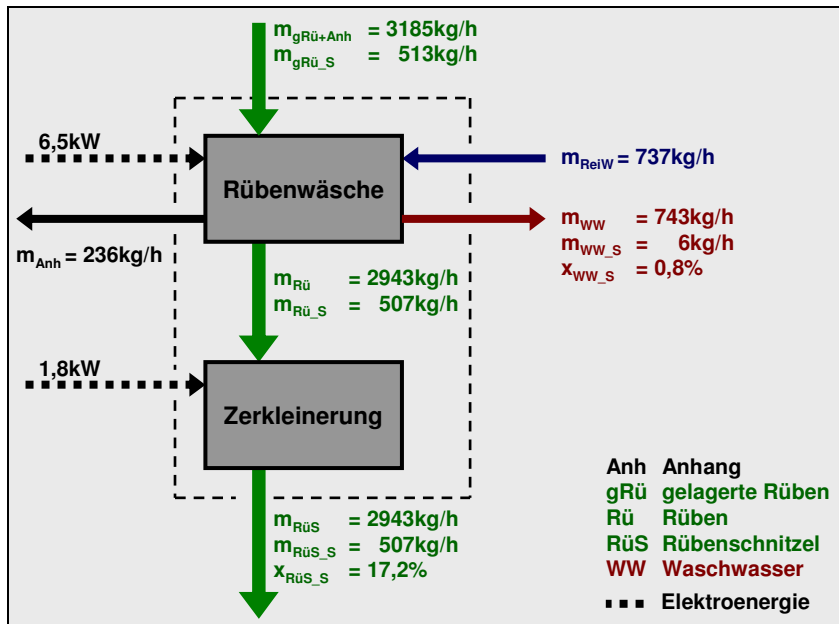 m_gRü+Anh = 3185kg/h
m_gRü_S = 513kg/h
6,5kW
Rübenwäsche
m_ReiW = 737kg/h
m_Anh = 236kg/h
m_WW = 743kg/h
m_WW_S = 6kg/h
x_WW_S = 0,8%
m_Rü = 2943kg/h
m_Rü_S = 507kg/h
1,8kW
Zerkleinerung
m_RüS = 2943kg/h
m_RüS_S = 507kg/h
x_RüS_S = 17,2%
Anh Anhang
gRü gelagerte Rüben
Rü Rüben
RüS Rübenschnitzel
WW Waschwasser
Elektroenergie